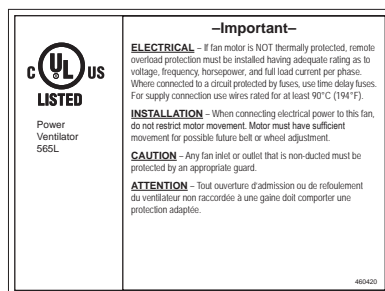 C UL US
LISTED
Power
Ventilator
565L
–Important–
ELECTRICAL – If fan motor is NOT thermally protected, remote
overload protection must be installed having adequate rating as to
voltage, frequency, horsepower, and full load current per phase.
Where connected to a circuit protected by fuses, use time delay fuses.
For supply connection use wires rated for at least 90°C (194°F).
INSTALLATION – When connecting electrical power to this fan,
do not restrict motor movement. Motor must have sufficient
movement for possible future belt or wheel adjustment.
CAUTION – Any fan inlet or outlet that is non-ducted must be
protected by an appropriate guard.
ATTENTION – Tout ouverture d'admission ou de refoulement
du ventilateur non raccordée à une gaine doit comporter une
protection adaptée.
460420